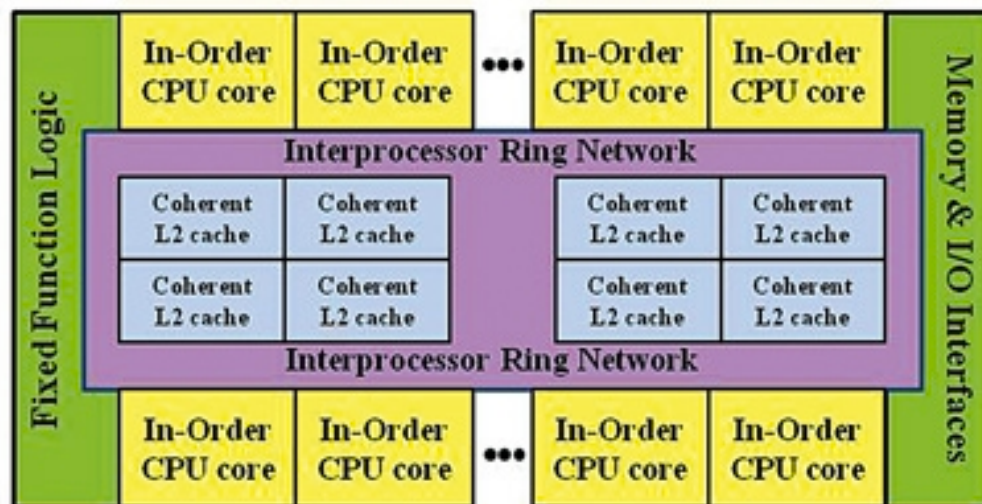 Fixed Function Logic
In-Order
CPU core
In-Order
CPU core
•••
In-Order
CPU core
In-Order
CPU core
Memory & I/O Interfaces
Interprocessor Ring Network
Coherent
L2 cache
Coherent
L2 cache
Coherent
L2 cache
Coherent
L2 cache
Coherent
L2 cache
Coherent
L2 cache
Coherent
L2 cache
Coherent
L2 cache
Interprocessor Ring Network
In-Order
CPU core
In-Order
CPU core
•••
In-Order
CPU core
In-Order
CPU core